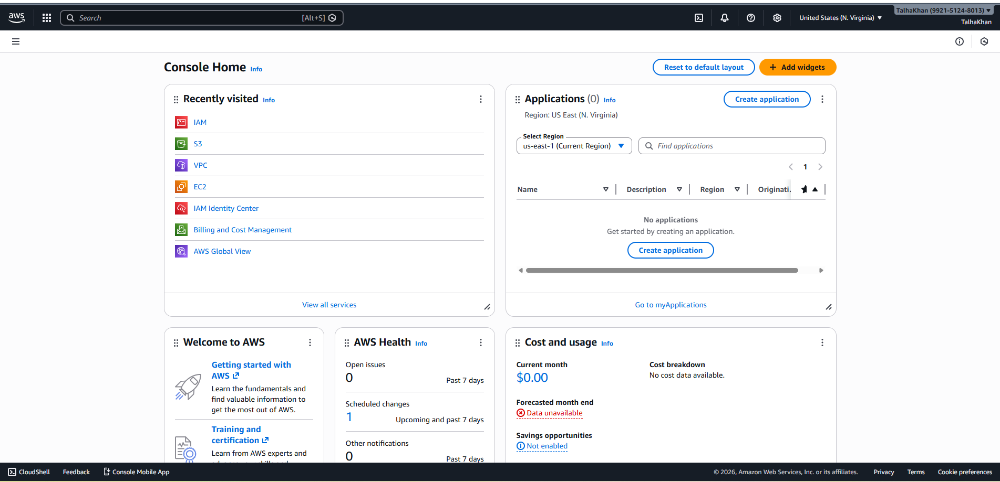 aws
Search [Alt+S]
United States (N. Virginia)
TalhaKhan (9921-5124-8013)
TalhaKhan
Console Home Info
Reset to default layout
Add widgets
Recently visited Info
IAM
S3
VPC
EC2
IAM Identity Center
Billing and Cost Management
AWS Global View
View all services
Applications (0) Info
Create application
Region: US East (N. Virginia)
Select Region
us-east-1 (Current Region)
Find applications
1
Name Description Region Originati.
No applications
Get started by creating an application.
Create application
Go to myApplications
Welcome to AWS
Getting started with
AWS
Learn the fundamentals and
find valuable information to
get the most out of AWS.
Training and
certification
Learn from AWS experts and
AWS Health Info
Open issues
0 Past 7 days
Scheduled changes
1 Upcoming and past 7 days
Other notifications
0 Past 7 days
Cost and usage Info
Current month
$0.00
Forecasted month end
Data unavailable
Savings opportunities
Not enabled
Cost breakdown
No cost data available.
CloudShell Feedback Console Mobile App
© 2026, Amazon Web Services, Inc. or its affiliates. Privacy Terms Cookie preferences